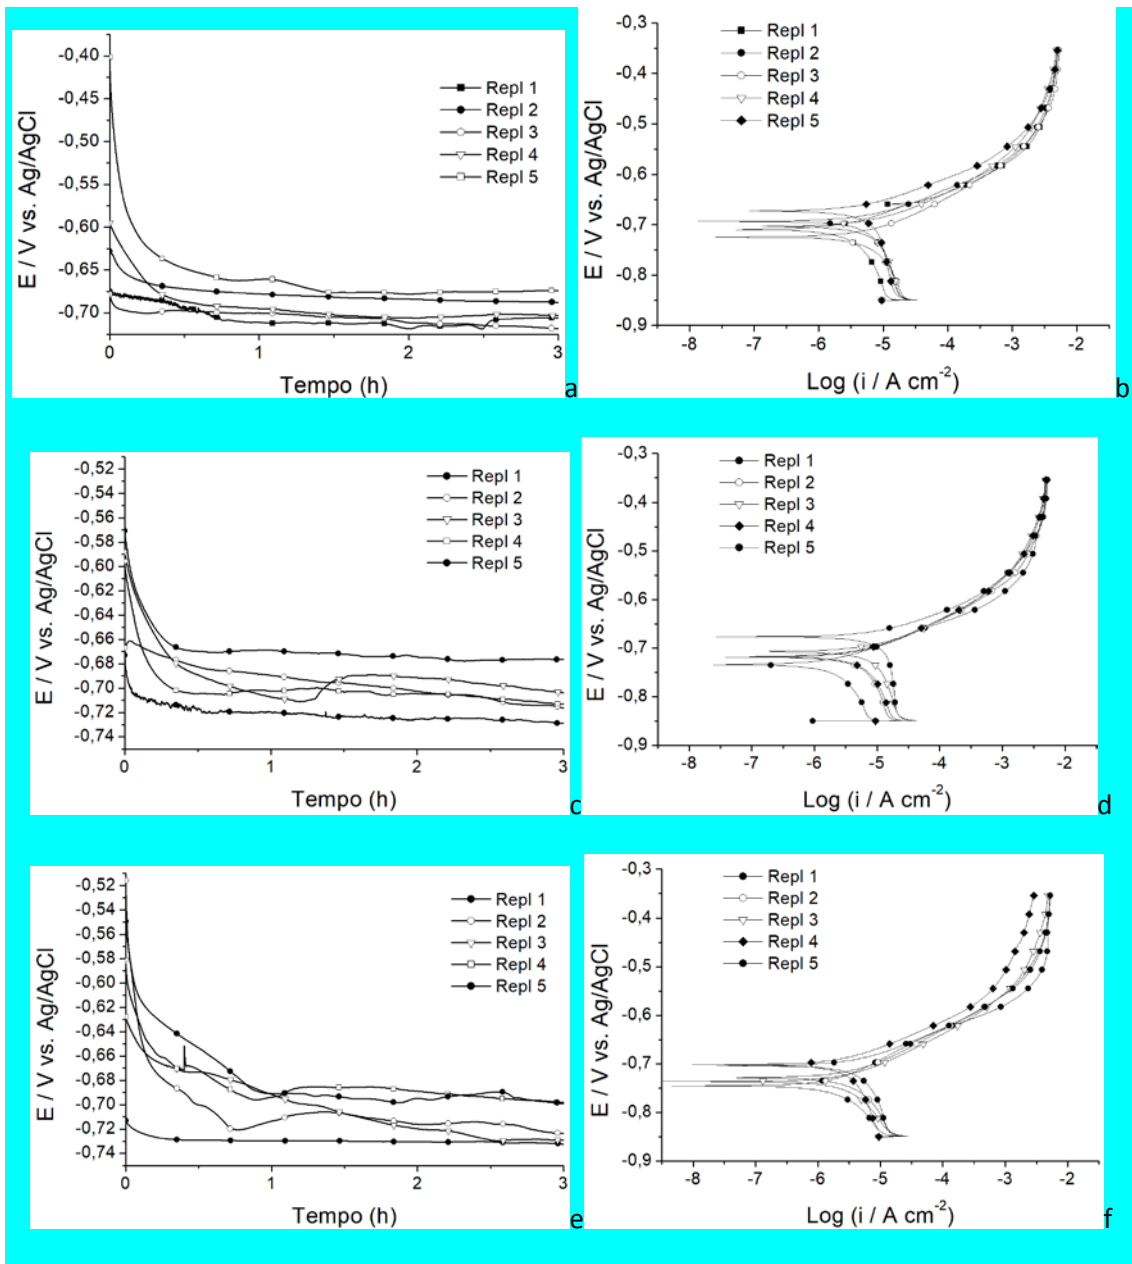 -0,40
-0,45
-0,50
-0,55
-0,60
-0,65
-0,70
E / V vs. Ag/AgCl
0 1 2 3
Tempo (h)
Repl 1
Repl 2
Repl 3
Repl 4
Repl 5
a
-0,3
-0,4
-0,5
-0,6
-0,7
-0,8
-0,9
E / V vs. Ag/AgCl
-8 -7 -6 -5 -4 -3 -2
Log (i / A cm-2)
Repl 1
Repl 2
Repl 3
Repl 4
Repl 5
b
-0,52
-0,54
-0,56
-0,58
-0,60
-0,62
-0,64
-0,66
-0,68
-0,70
-0,72
-0,74
E / V vs. Ag/AgCl
0 1 2 3
Tempo (h)
Repl 1
Repl 2
Repl 3
Repl 4
Repl 5
c
-0,3
-0,4
-0,5
-0,6
-0,7
-0,8
-0,9
E / V vs. Ag/AgCl
-8 -7 -6 -5 -4 -3 -2
Log (i / A cm-2)
Repl 1
Repl 2
Repl 3
Repl 4
Repl 5
d
-0,52
-0,54
-0,56
-0,58
-0,60
-0,62
-0,64
-0,66
-0,68
-0,70
-0,72
-0,74
E / V vs. Ag/AgCl
0 1 2 3
Tempo (h)
Repl 1
Repl 2
Repl 3
Repl 4
Repl 5
e
-0,3
-0,4
-0,5
-0,6
-0,7
-0,8
-0,9
E / V vs. Ag/AgCl
-8 -7 -6 -5 -4 -3 -2
Log (i / A cm-2)
Repl 1
Repl 2
Repl 3
Repl 4
Repl 5
f